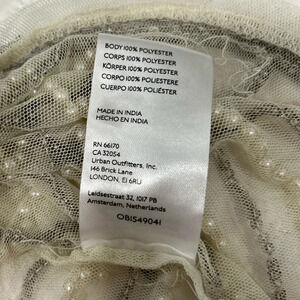 BODY 100% POLYESTER
CORPS 100% POLYESTER
KÖRPER 100% POLYESTER
CORPO 100% POLIESTERE
CUERPO 100% POLIÉSTER
MADE IN INDIA
HECHO EN INDIA
RN 66170
CA 32054
Urban Outfitters, Inc.
146 Brick Lane
LONDON, E1 6RU
Leidsestraat 32, 1017 PB
Amsterdam, Netherlands
OB1549041